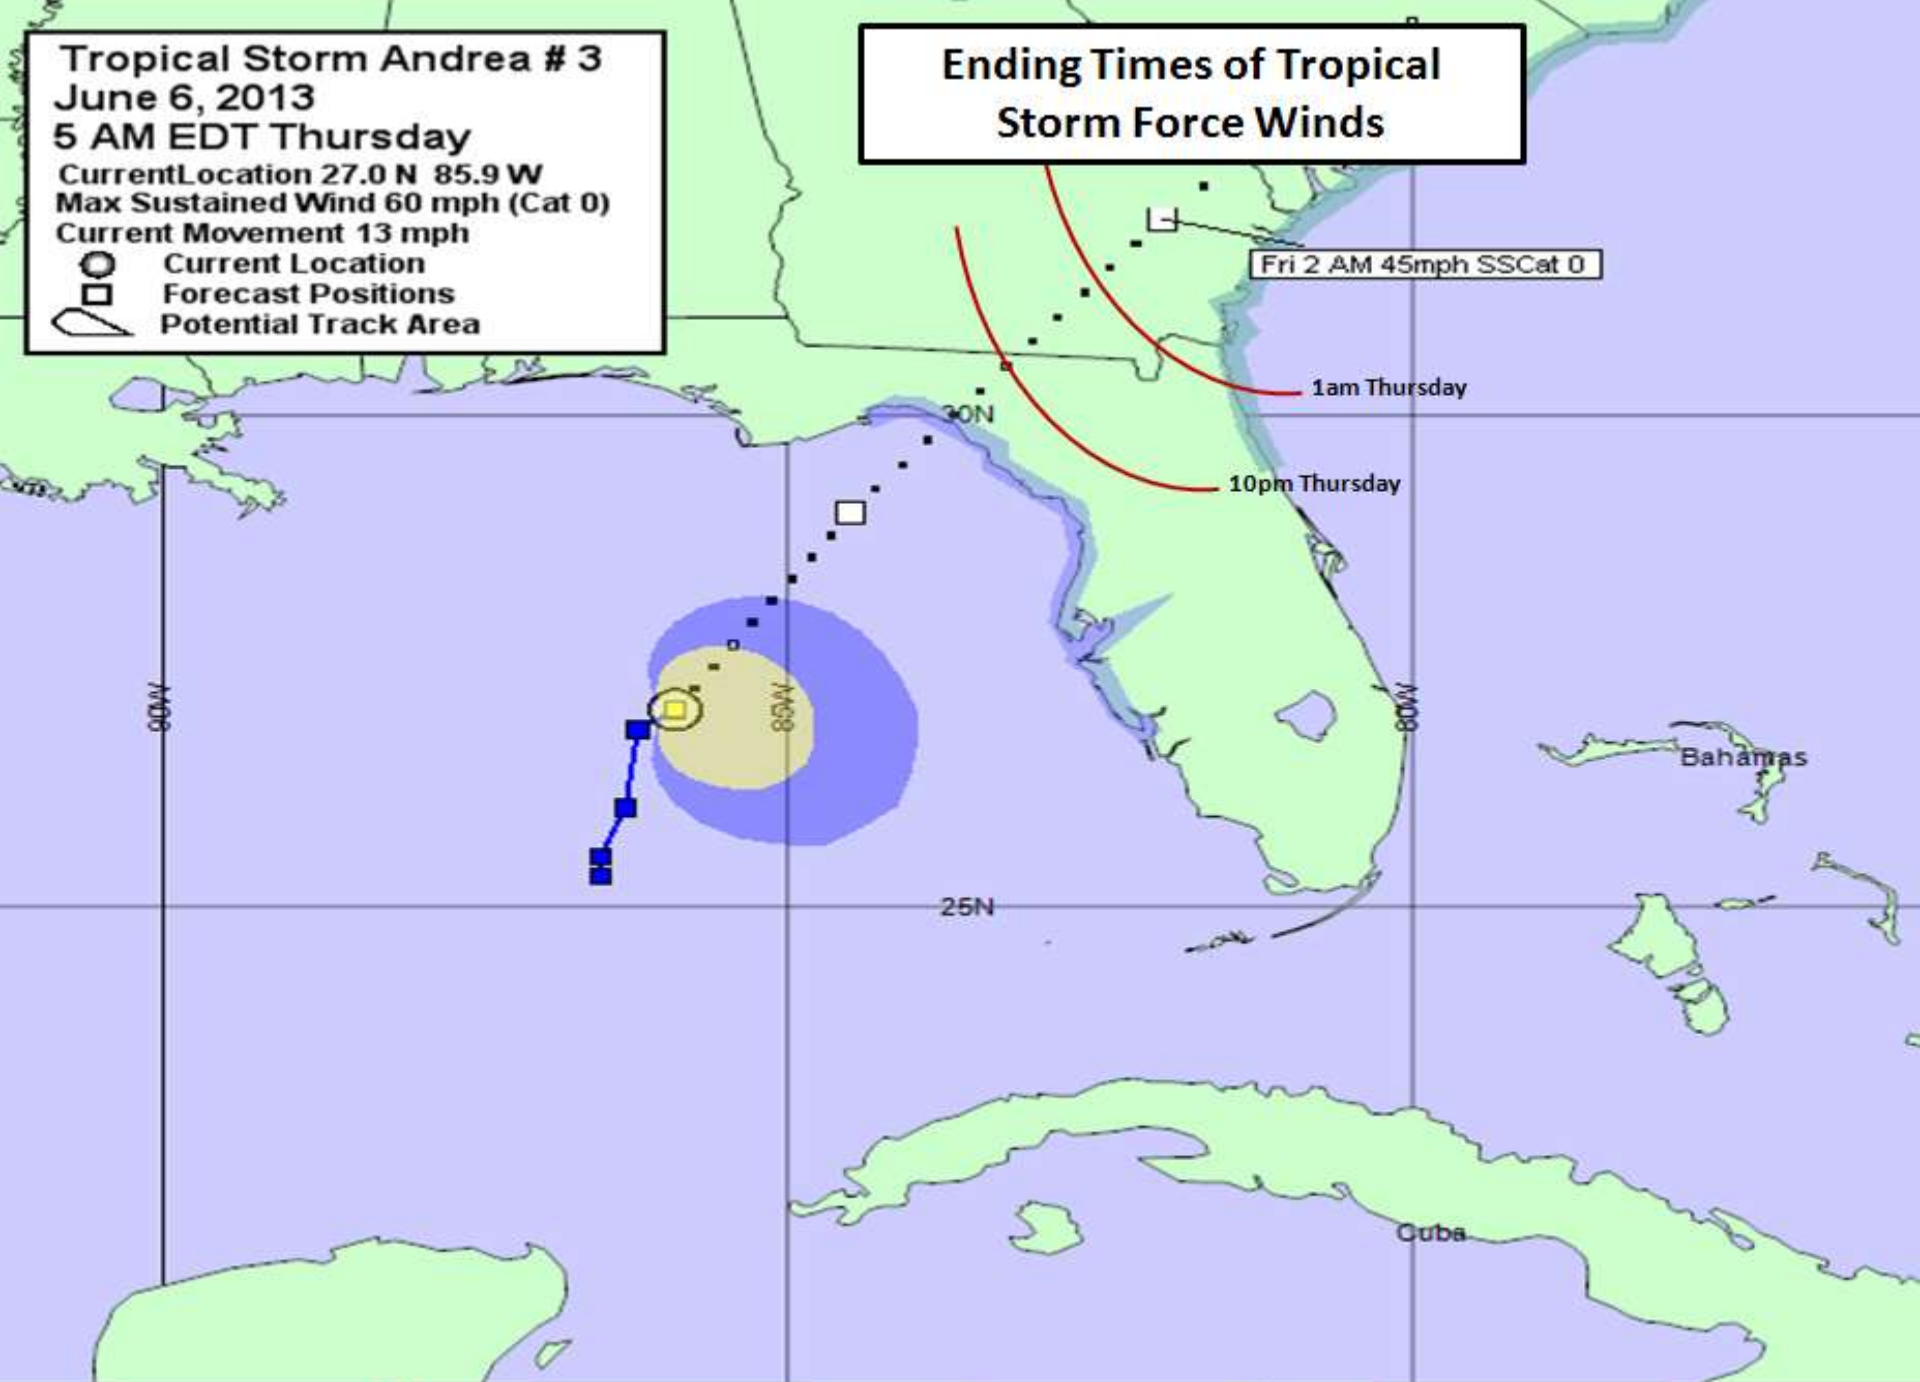 Tropical Storm Andrea # 3
June 6, 2013
5 AM EDT Thursday
CurrentLocation 27.0 N 85.9 W
Max Sustained Wind 60 mph (Cat 0)
Current Movement 13 mph
Current Location
Forecast Positions
Potential Track Area
Ending Times of Tropical
Storm Force Winds
Fri 2 AM 45mph SSCat 0
1am Thursday
30N
10pm Thursday
90W
85W
80W
Bahamas
25N
Cuba